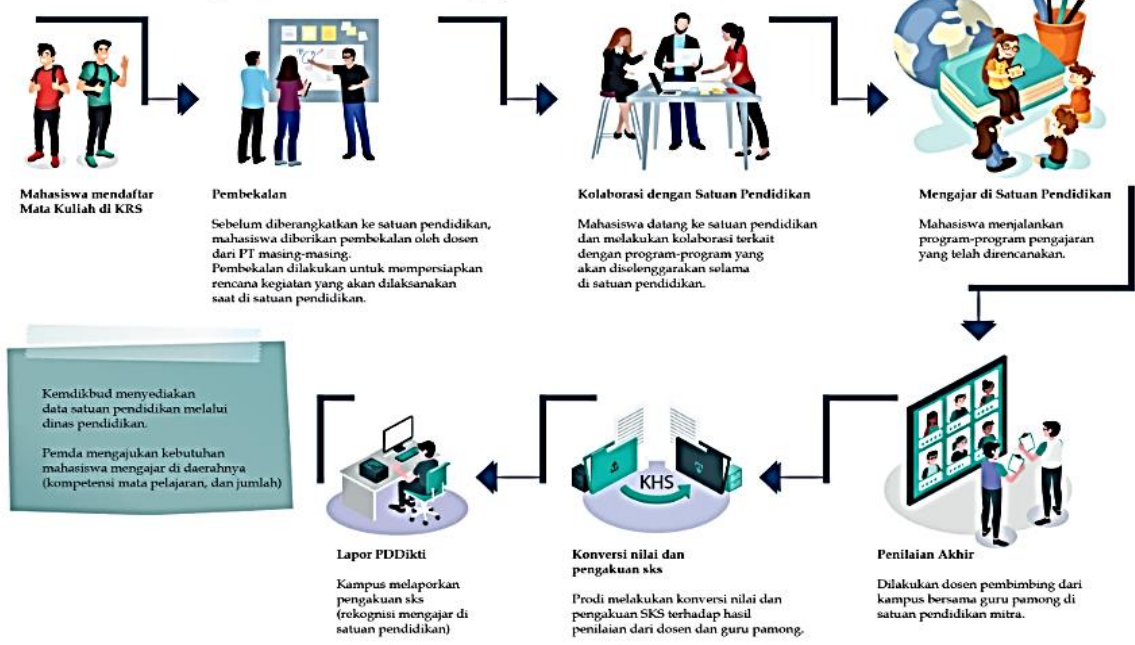 Mahasiswa mendaftar
Mata Kuliah di KRS
Pembekalan
Sebelum diberangkatkan ke satuan pendidikan,
mahasiswa diberikan pembekalan oleh dosen
dari PT masing-masing.
Pembekalan dilakukan untuk mempersiapkan
rencana kegiatan yang akan dilaksanakan
saat di satuan pendidikan.
Kolaborasi dengan Satuan Pendidikan
Mahasiswa datang ke satuan pendidikan
dan melakukan kolaborasi terkait
dengan program-program yang
akan diselenggarakan selama
di satuan pendidikan.
Mengajar di Satuan Pendidikan
Mahasiswa menjalankan
program-program pengajaran
yang telah direncanakan.
Kemdikbud menyediakan
data satuan pendidikan melalui
dinas pendidikan.
Pemda mengajukan kebutuhan
mahasiswa mengajar di daerahnya
(kompetensi mata pelajaran, dan jumlah)
Lapor PDDikti
Kampus melaporkan
pengakuan sks
(rekognisi mengajar di
satuan pendidikan)
KHS
Konversi nilai dan
pengakuan sks
Prodi melakukan konversi nilai dan
pengakuan SKS terhadap hasil
penilaian dari dosen dan guru pamong.
Penilaian Akhir
Dilakukan dosen pembimbing dari
kampus bersama guru pamong di
satuan pendidikan mitra.